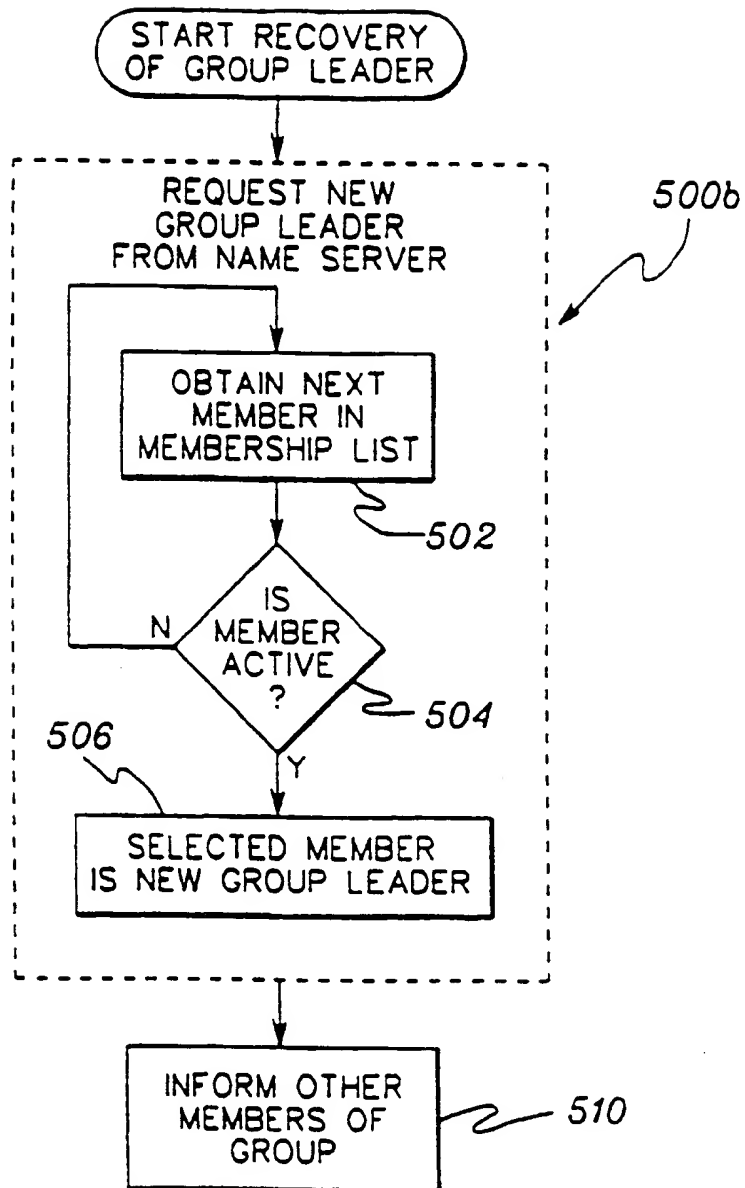 START RECOVERY
OF GROUP LEADER
REQUEST NEW
GROUP LEADER
FROM NAME SERVER
500b
OBTAIN NEXT
MEMBER IN
MEMBERSHIP LIST
502
IS
MEMBER
ACTIVE
?
N
504
Y
506
SELECTED MEMBER
IS NEW GROUP LEADER
INFORM OTHER
MEMBERS OF
GROUP
510